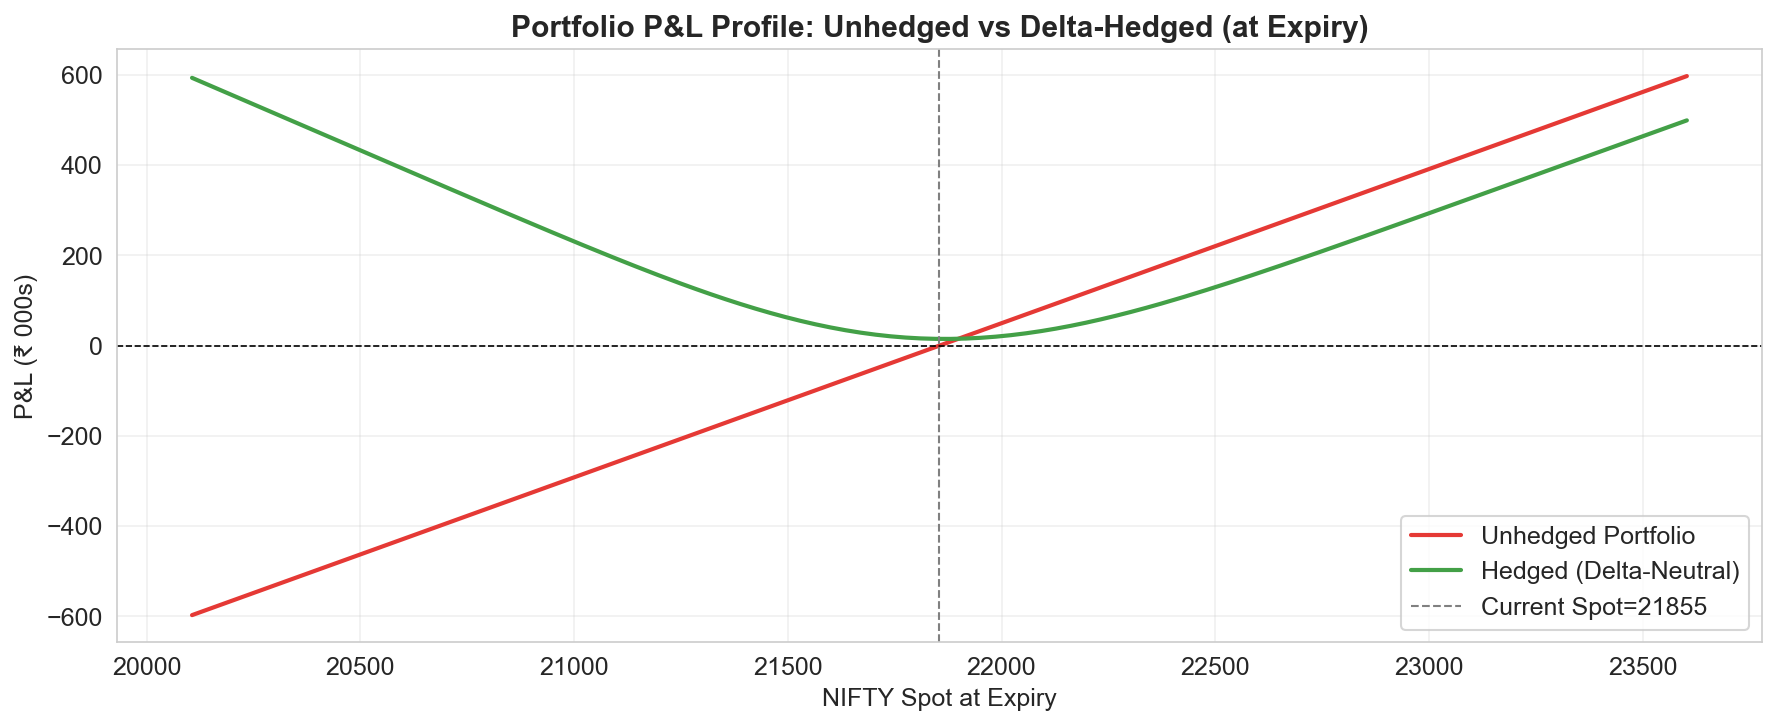 Portfolio P&L Profile: Unhedged vs Delta-Hedged (at Expiry)
P&L (₹ 000s)
600
400
200
0
−200
−400
−600
20000 20500 21000 21500 22000 22500 23000 23500
NIFTY Spot at Expiry
Unhedged Portfolio
Hedged (Delta-Neutral)
Current Spot=21855